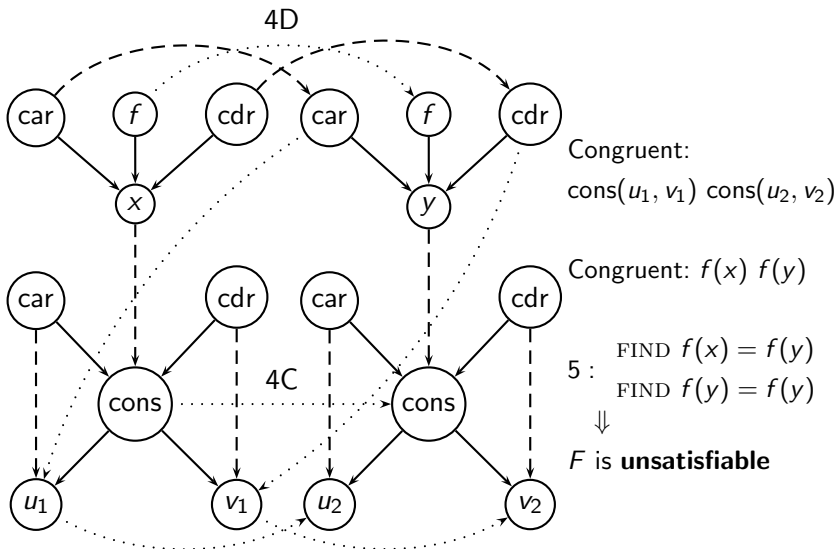 4D
car f cdr car f cdr
Congruent:
x y
cons(u₁, v₁) cons(u₂, v₂)
car cdr car cdr
Congruent: f(x) f(y)
FIND f(x) = f(y)
5 :
FIND f(y) = f(y)
4C
cons cons
⇓
F is unsatisfiable
u₁ v₁ u₂ v₂